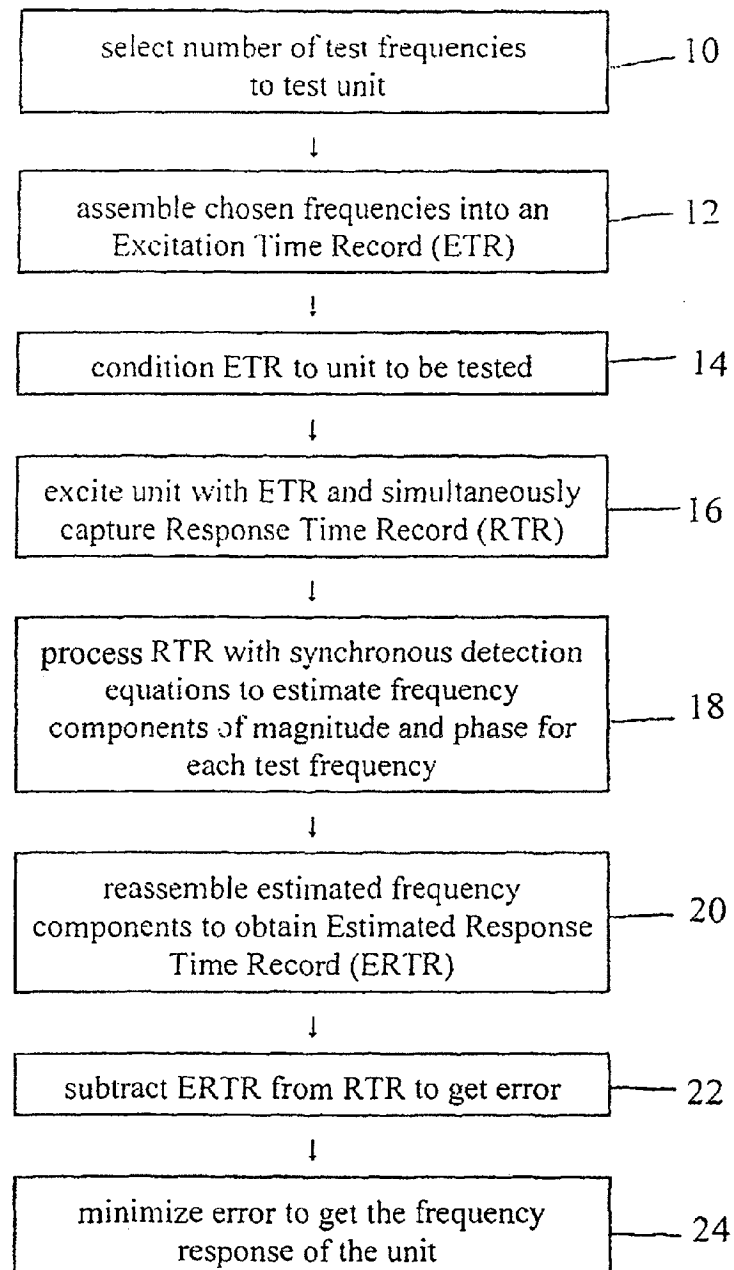 select number of test frequencies
to test unit
10
↓
assemble chosen frequencies into an
Excitation Time Record (ETR)
12
↓
condition ETR to unit to be tested
14
↓
excite unit with ETR and simultaneously
capture Response Time Record (RTR)
16
↓
process RTR with synchronous detection
equations to estimate frequency
components of magnitude and phase for
each test frequency
18
↓
reassemble estimated frequency
components to obtain Estimated Response
Time Record (ERTR)
20
↓
subtract ERTR from RTR to get error
22
↓
minimize error to get the frequency
response of the unit
24